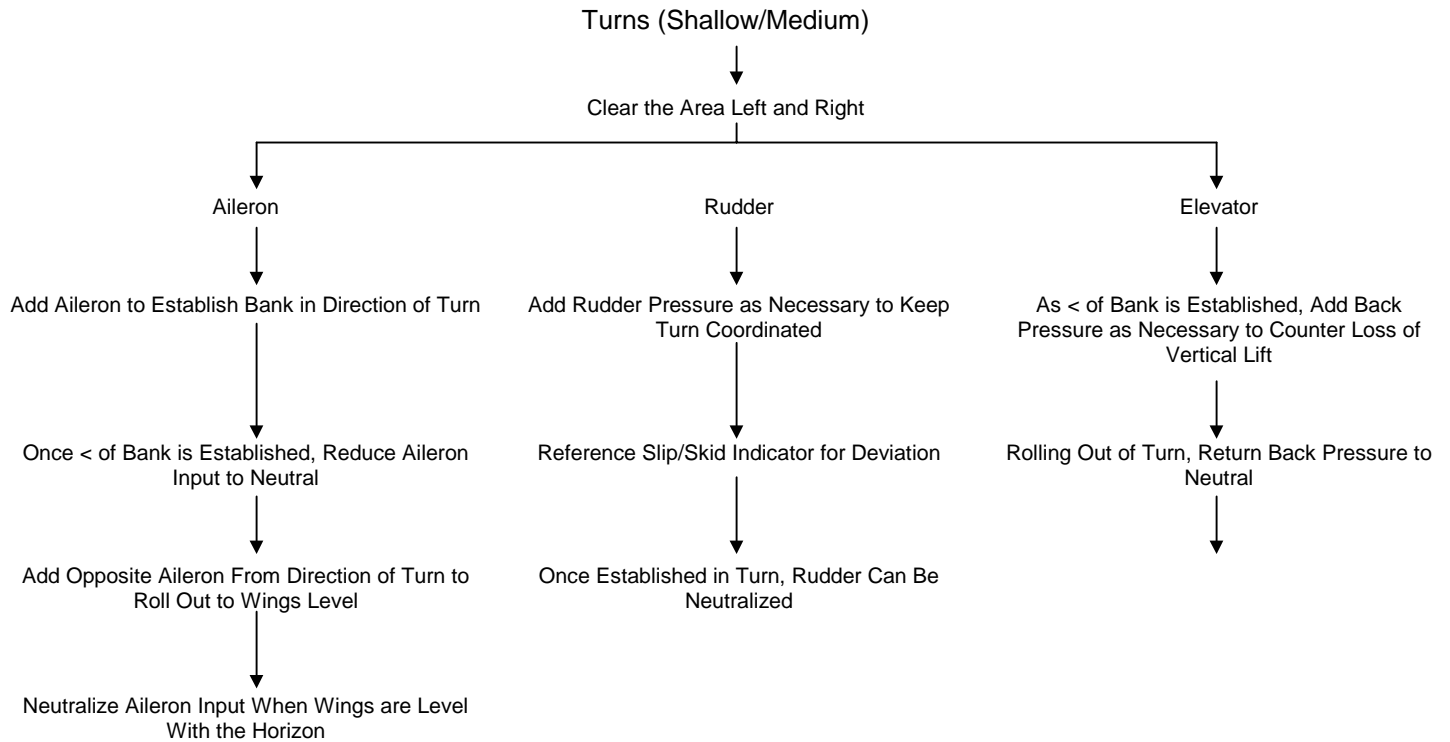 Turns (Shallow/Medium)
Clear the Area Left and Right
Aileron
Rudder
Elevator
Add Aileron to Establish Bank in Direction of Turn
Add Rudder Pressure as Necessary to Keep
Turn Coordinated
As < of Bank is Established, Add Back
Pressure as Necessary to Counter Loss of
Vertical Lift
Once < of Bank is Established, Reduce Aileron
Input to Neutral
Reference Slip/Skid Indicator for Deviation
Rolling Out of Turn, Return Back Pressure to
Neutral
Add Opposite Aileron From Direction of Turn to
Roll Out to Wings Level
Once Established in Turn, Rudder Can Be
Neutralized
Neutralize Aileron Input When Wings are Level
With the Horizon